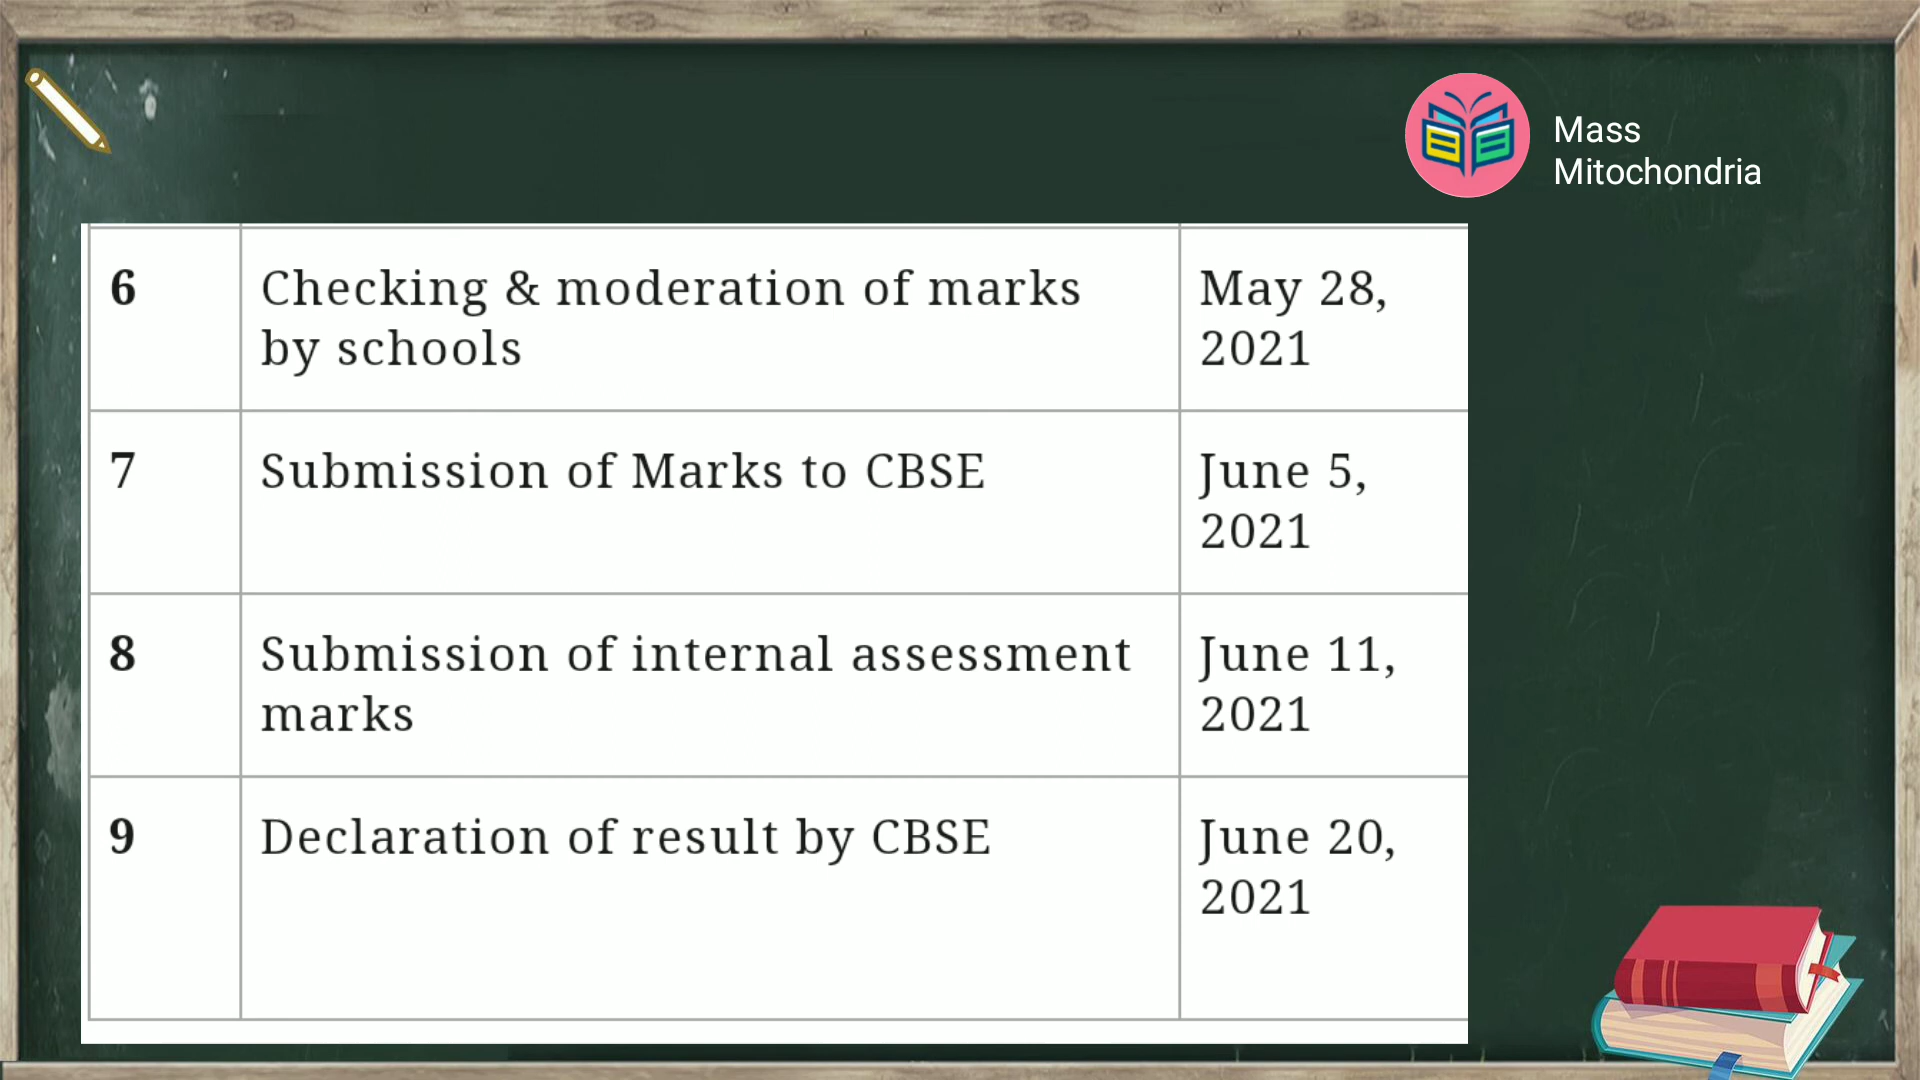 Mass
Mitochondria
6 Checking & moderation of marks May 28,
by schools 2021
7 Submission of Marks to CBSE June 5,
2021
8 Submission of internal assessment June 11,
marks 2021
9 Declaration of result by CBSE June 20,
2021